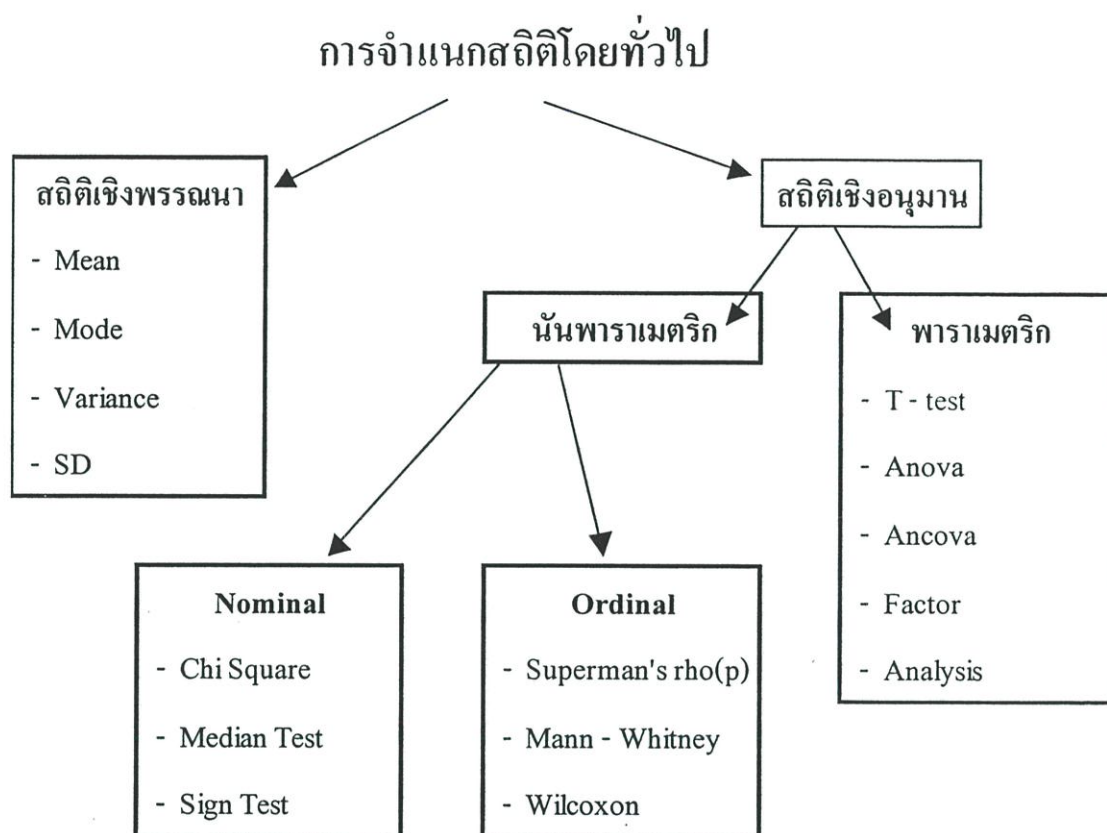 การจำแนกสถิติโดยทั่วไป
สถิติเชิงพรรณนา
- Mean
- Mode
- Variance
- SD
สถิติเชิงอนุมาน
นันพาราเมตริก
พาราเมตริก
- T - test
- Anova
- Ancova
- Factor
- Analysis
Nominal
- Chi Square
- Median Test
- Sign Test
Ordinal
- Superman's rho(p)
- Mann - Whitney
- Wilcoxon